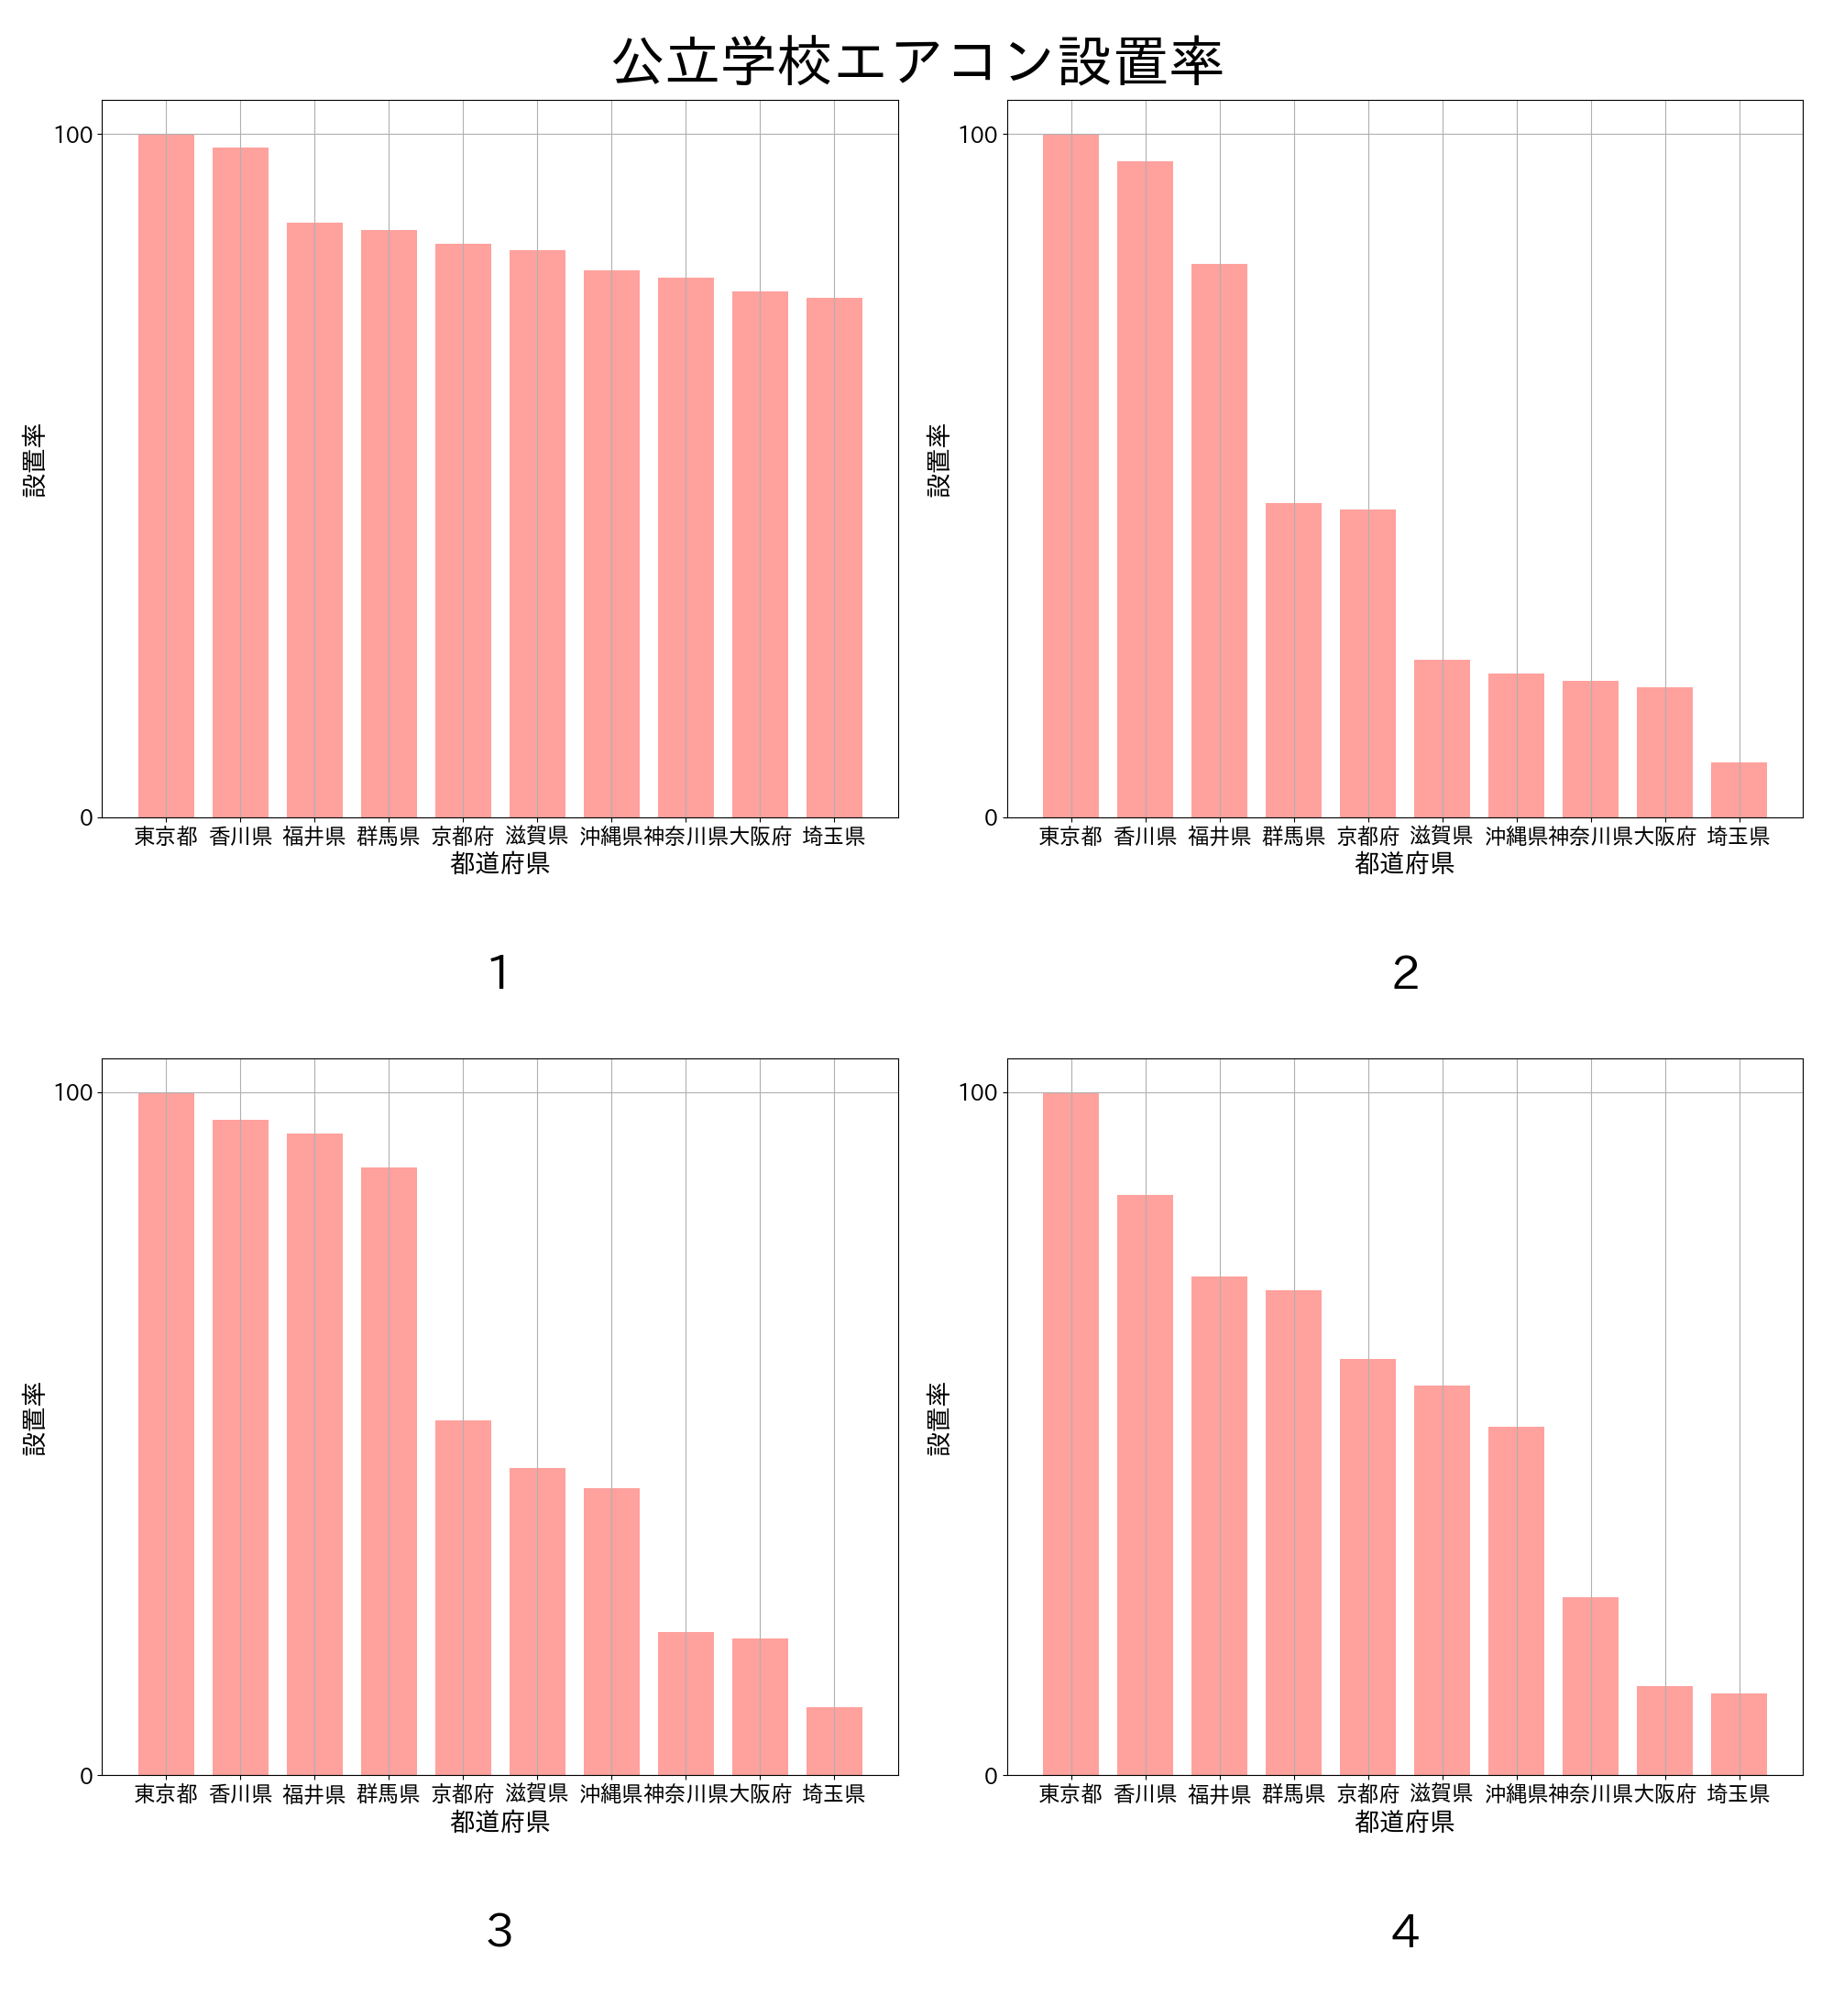 公立学校エアコン設置率
100
0
設置率
東京都 香川県 福井県 群馬県 京都府 滋賀県 沖縄県 神奈川県 大阪府 埼玉県
都道府県
1
100
0
設置率
東京都 香川県 福井県 群馬県 京都府 滋賀県 沖縄県 神奈川県 大阪府 埼玉県
都道府県
2
100
0
設置率
東京都 香川県 福井県 群馬県 京都府 滋賀県 沖縄県 神奈川県 大阪府 埼玉県
都道府県
3
100
0
設置率
東京都 香川県 福井県 群馬県 京都府 滋賀県 沖縄県 神奈川県 大阪府 埼玉県
都道府県
4